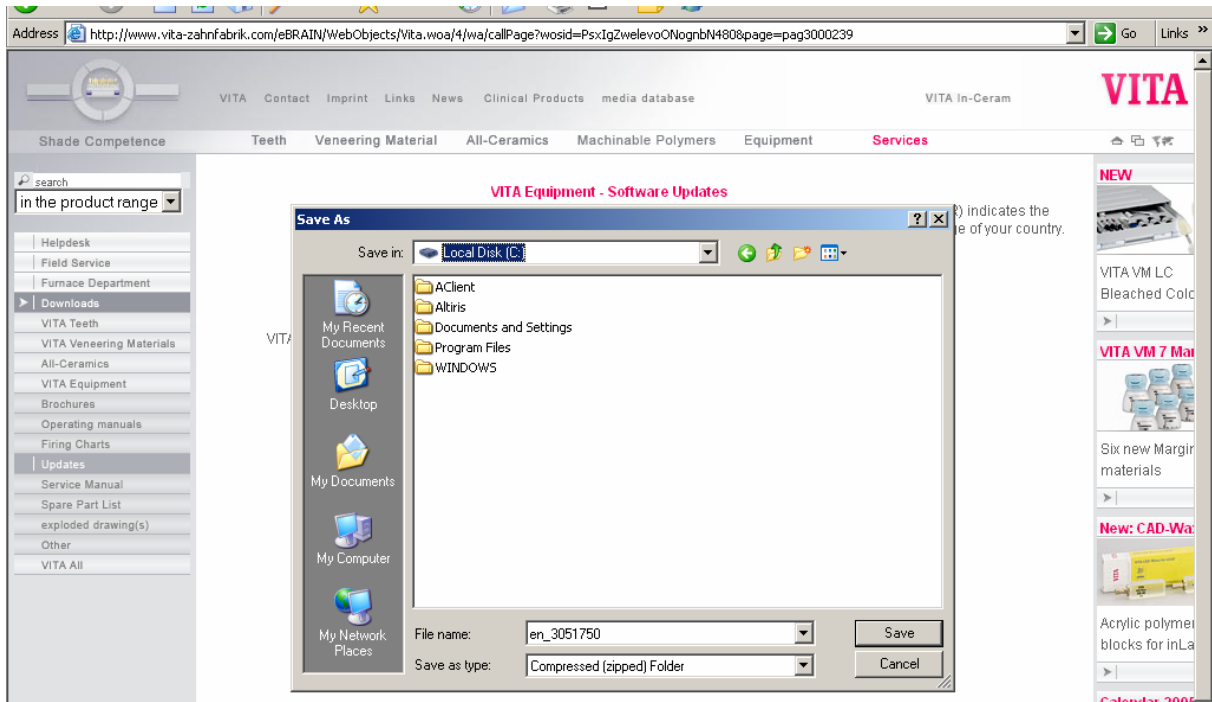 Address http://www.vita-zahnfabrik.com/eBRAIN/WebObjects/Vita.woa/4/wa/callPage?wosid=PsxIgZwelevoONognbN480&page=pag3000239 Go Links »
VITA Contact Imprint Links News Clinical Products media database VITA In-Ceram VITA
Shade Competence Teeth Veneering Material All-Ceramics Machinable Polymers Equipment Services
search
in the product range
Helpdesk
Field Service
Furnace Department
Downloads
VITA Teeth
VITA Veneering Materials
All-Ceramics
VITA Equipment
Brochures
Operating manuals
Firing Charts
Updates
Service Manual
Spare Part List
exploded drawing(s)
Other
VITA All
VITA Equipment - Software Updates
) indicates the
of your country.
VITA
Save As
Save in: Local Disk (C:)
My Recent Documents
Desktop
My Documents
My Computer
My Network Places
AClient
Altiris
Documents and Settings
Program Files
WINDOWS
File name: en_3051750 Save
Save as type: Compressed (zipped) Folder Cancel
NEW
VITA VM LC
Bleached Colo
VITA VM 7 Mar
Six new Margin
materials
New: CAD-Wax
Acrylic polymer
blocks for inLa
Calendar 2005